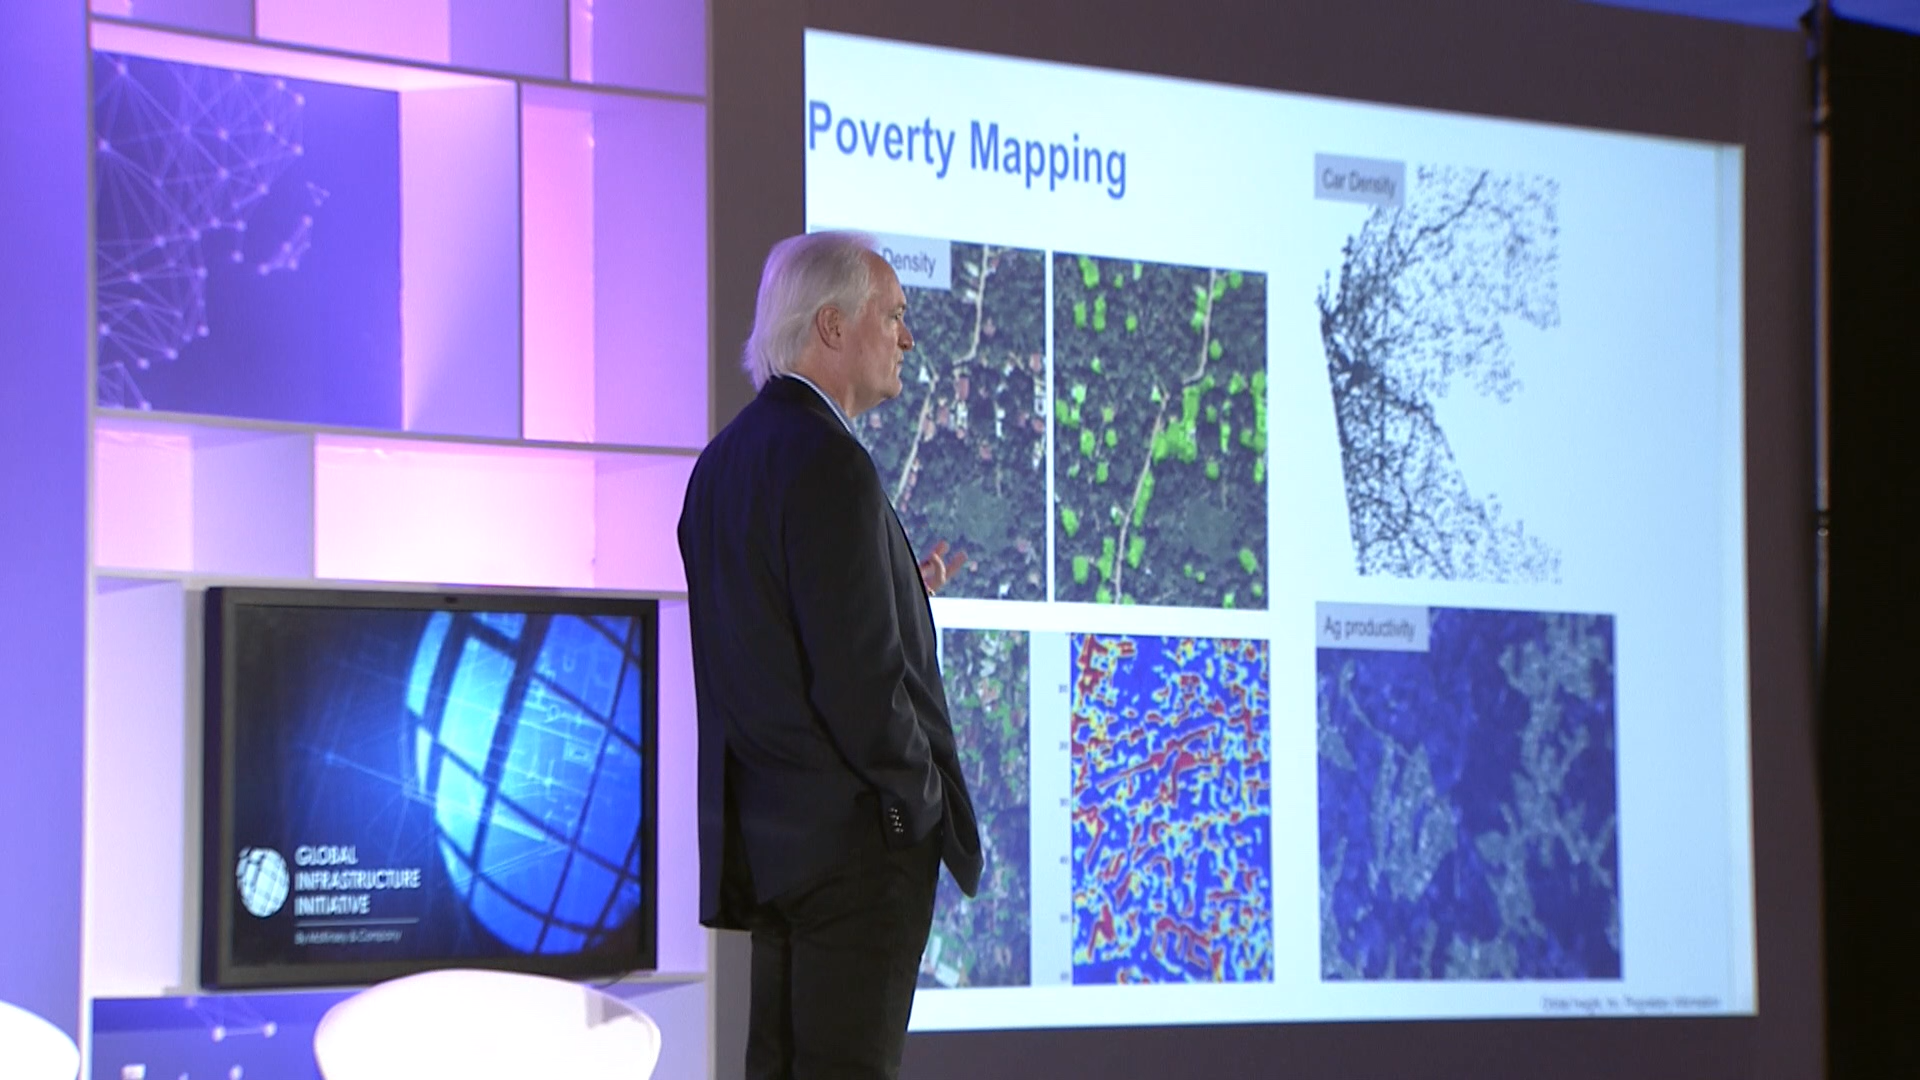 Poverty Mapping
Car Density
Density
Ag productivity
GLOBAL
INFRASTRUCTURE
INITIATIVE
By McKinsey & Company